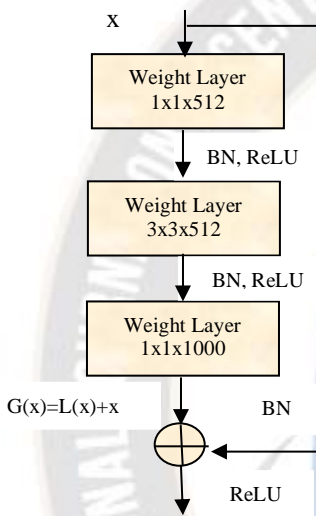 x
Weight Layer
1x1x512
BN, ReLU
Weight Layer
3x3x512
BN, ReLU
Weight Layer
1x1x1000
G(x)=L(x)+x
BN
ReLU